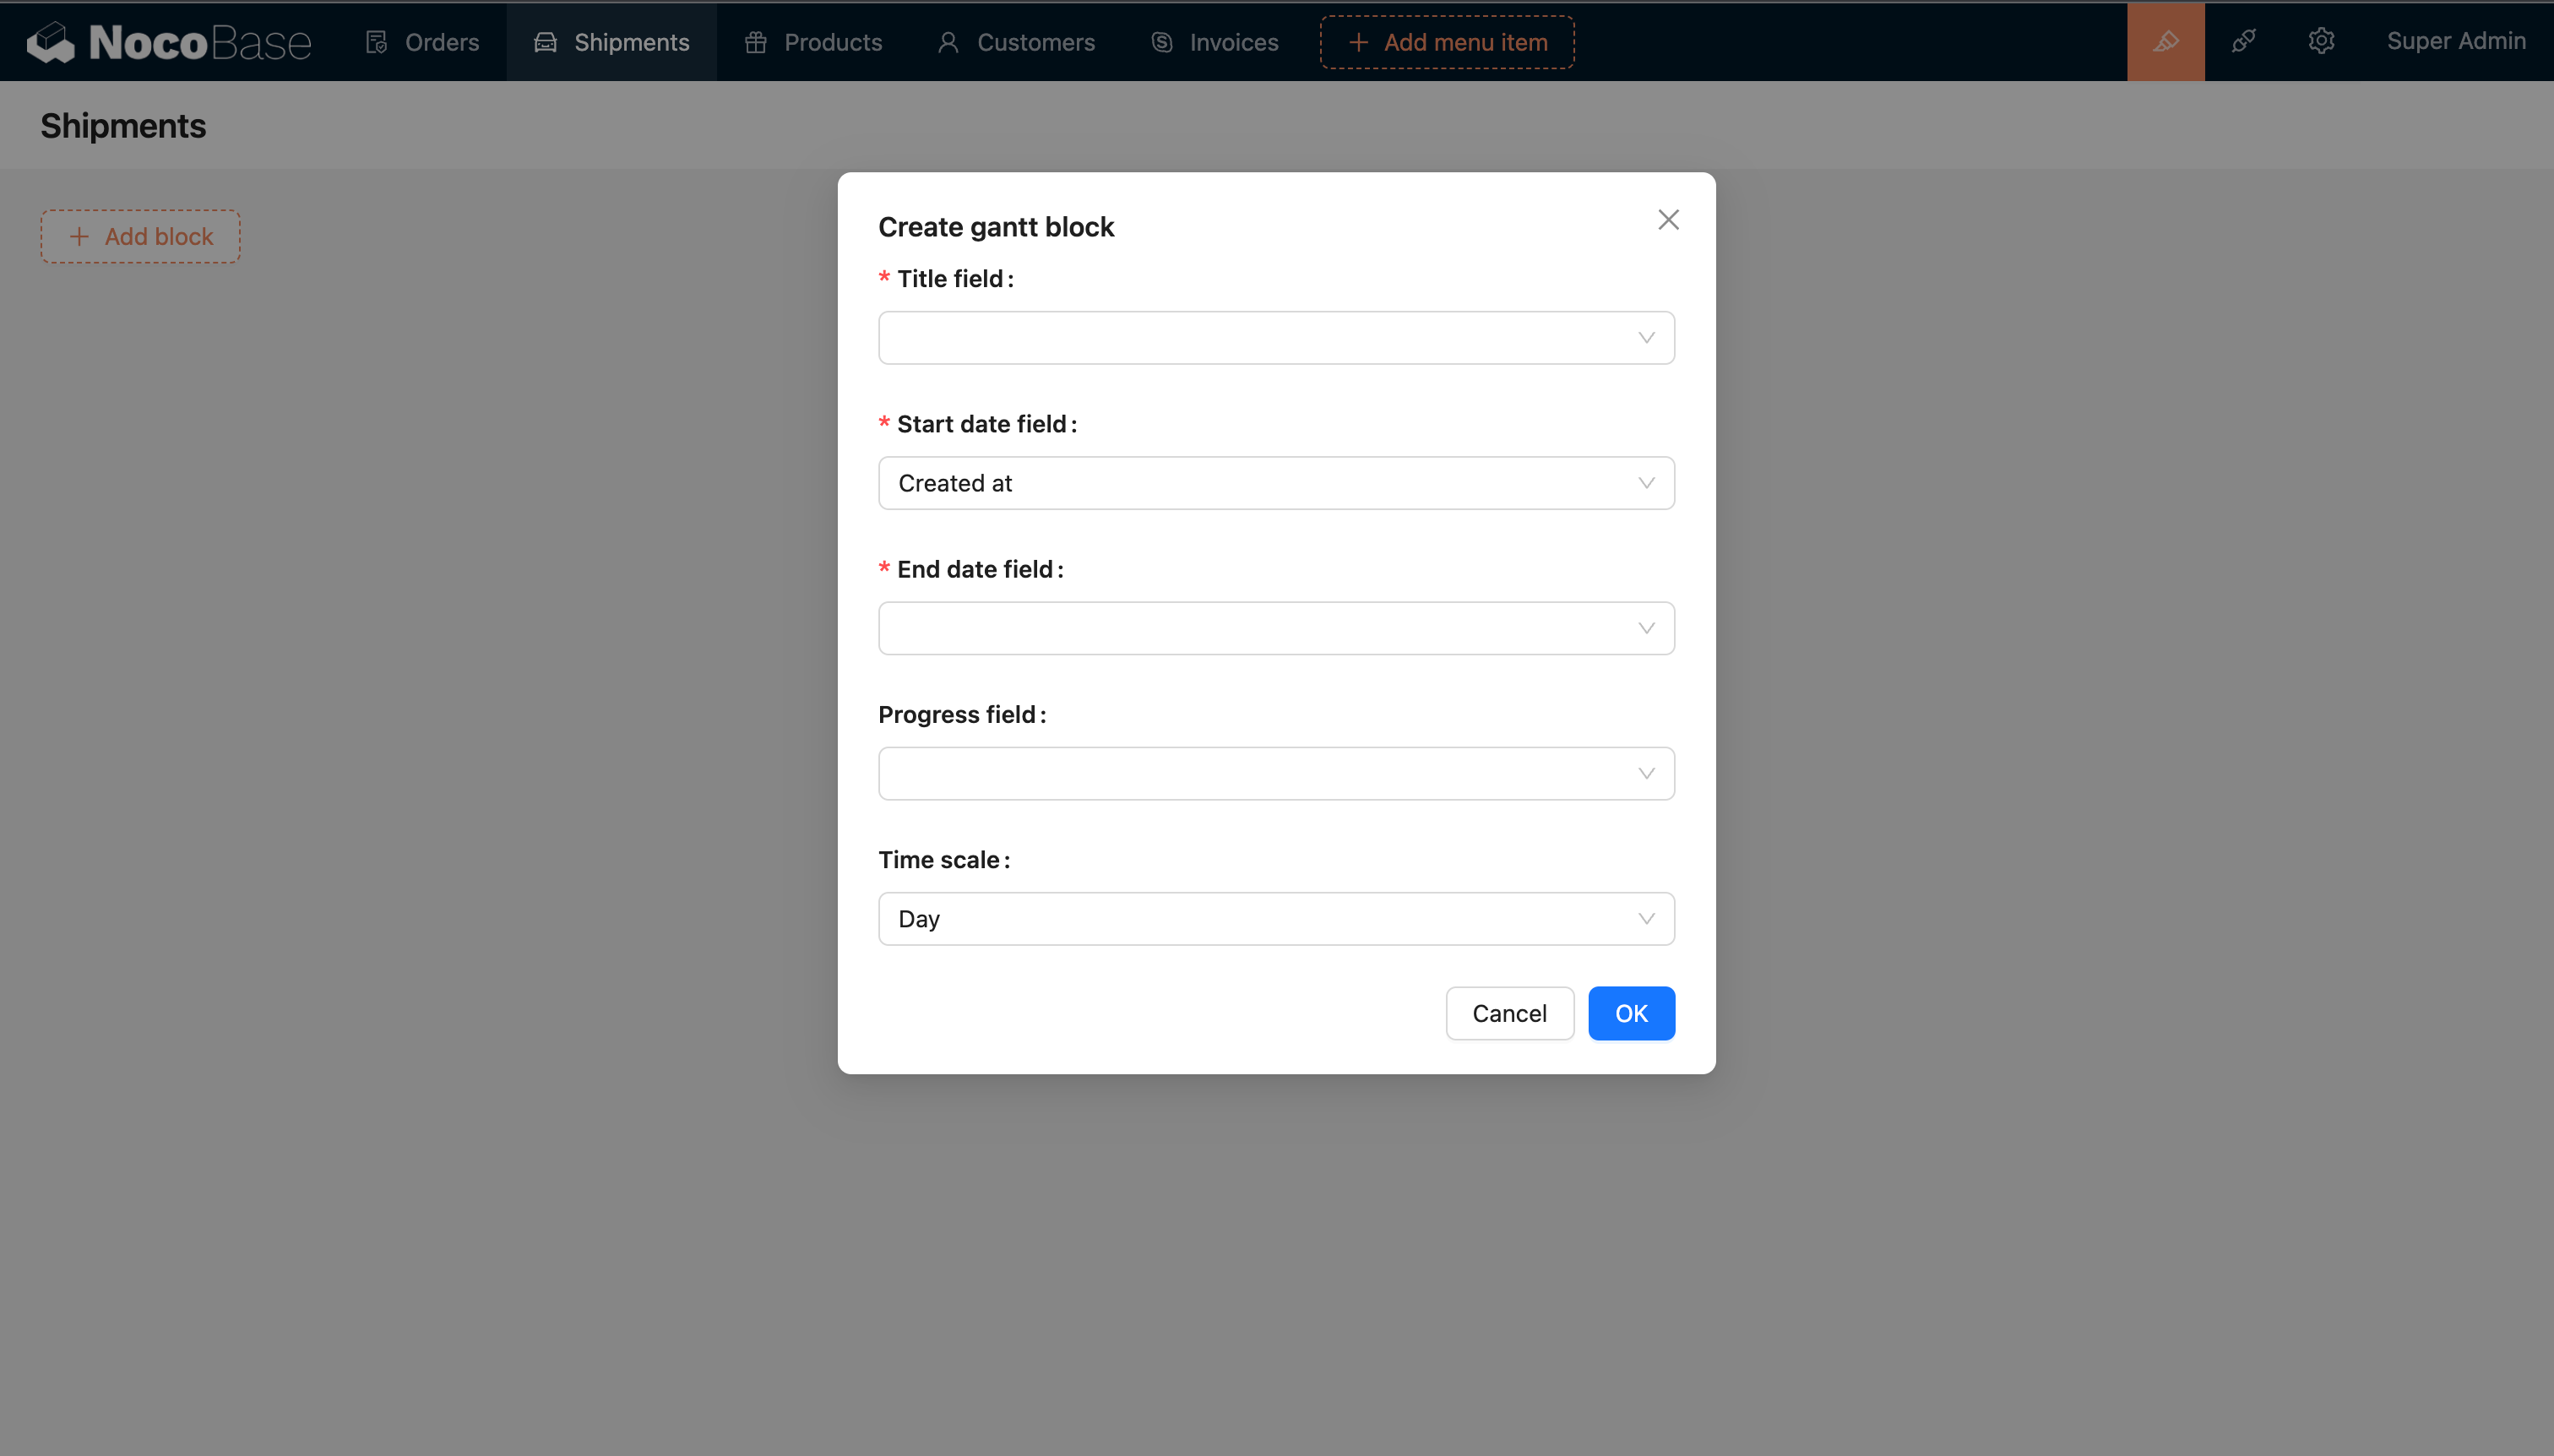 NocoBase Orders Shipments Products Customers Invoices + Add menu item Super Admin
Shipments
+ Add block
Create gantt block
* Title field :
* Start date field :
Created at
* End date field :
Progress field :
Time scale :
Day
Cancel OK